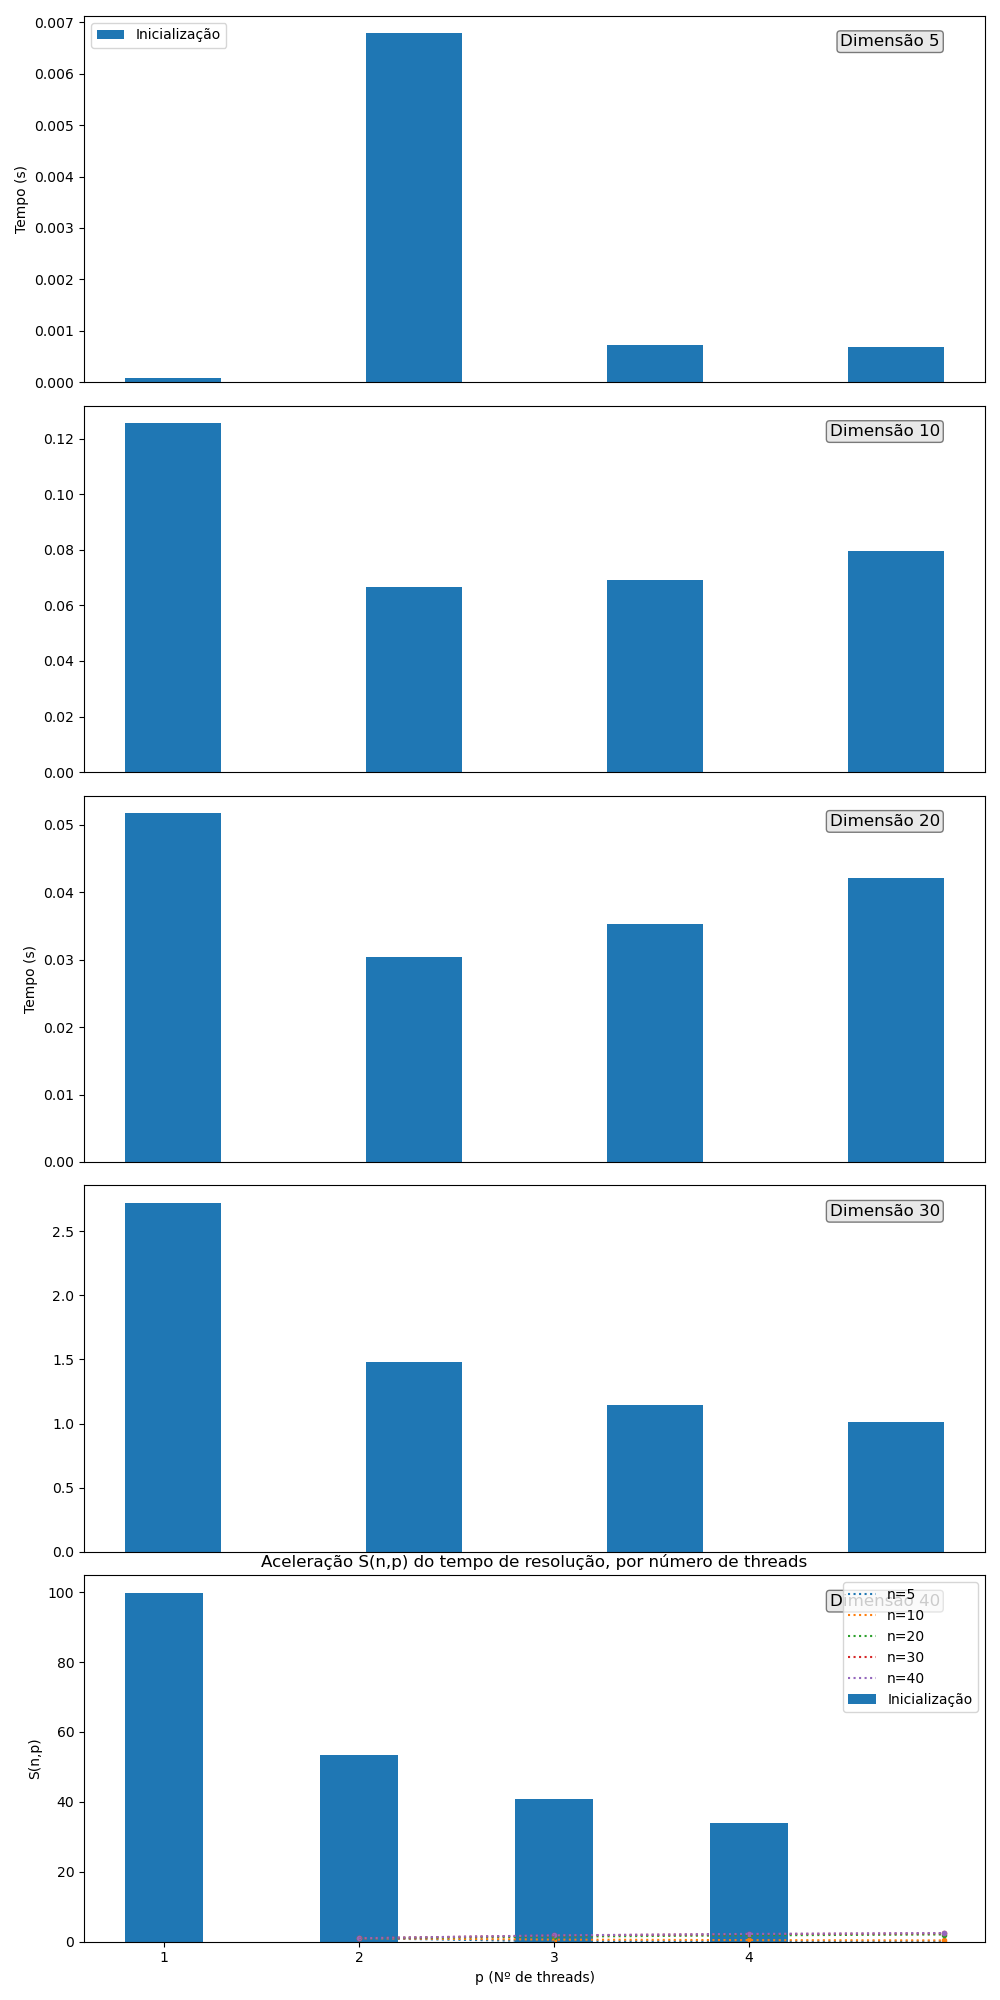 Inicialização
Dimensão 5
0.007
0.006
0.005
0.004
0.003
0.002
0.001
0.000
Tempo (s)
Dimensão 10
0.12
0.10
0.08
0.06
0.04
0.02
0.00
Dimensão 20
0.05
0.04
0.03
0.02
0.01
0.00
Tempo (s)
Dimensão 30
2.5
2.0
1.5
1.0
0.5
0.0
Aceleração S(n,p) do tempo de resolução, por número de threads
Dimensão 40
n=5
n=10
n=20
n=30
n=40
Inicialização
100
80
60
40
20
0
S(n,p)
1 2 3 4
p (Nº de threads)